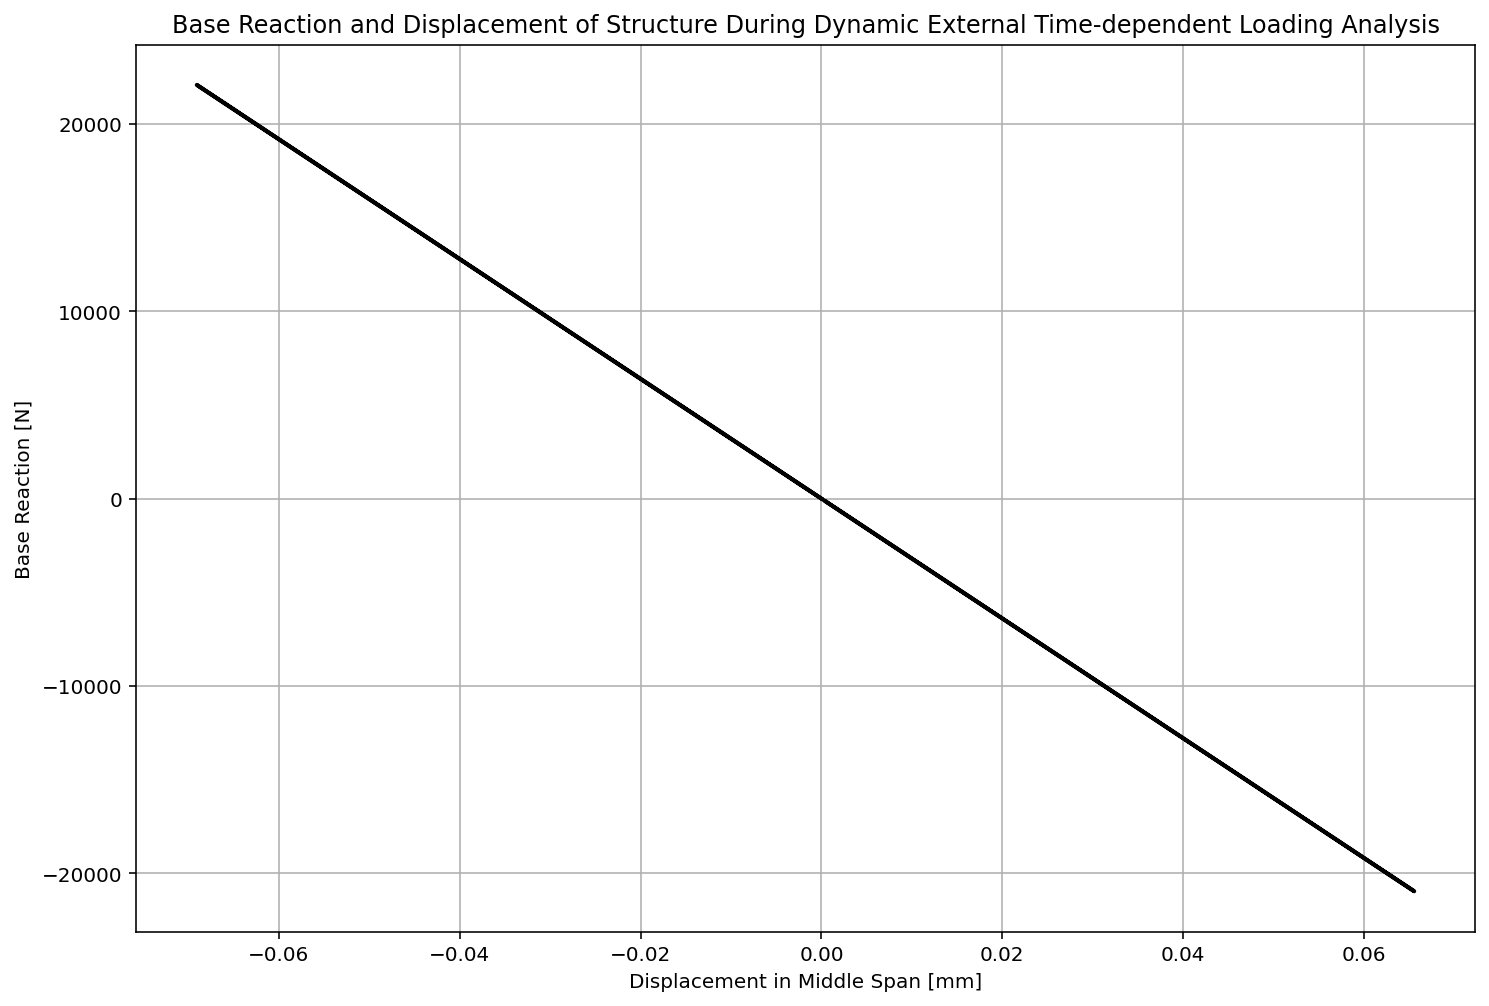 Base Reaction and Displacement of Structure During Dynamic External Time-dependent Loading Analysis
20000
10000
0
−10000
−20000
Base Reaction [N]
−0.06 −0.04 −0.02 0.00 0.02 0.04 0.06
Displacement in Middle Span [mm]